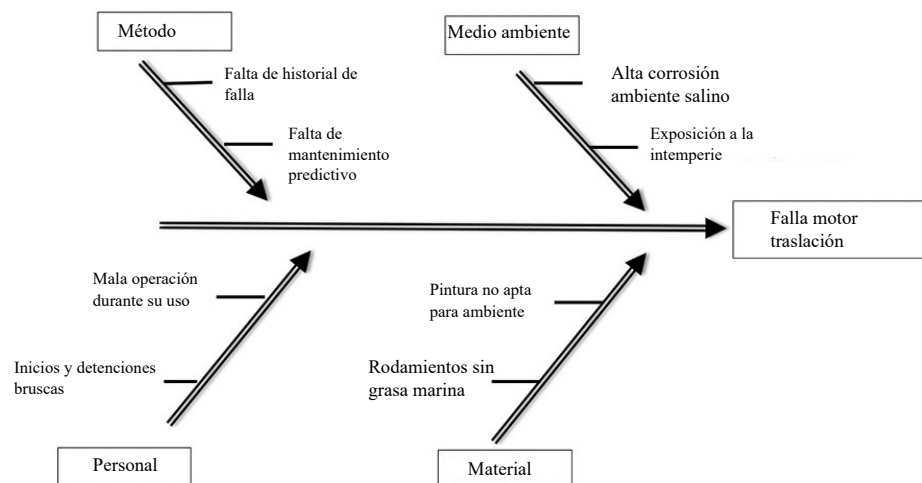 Método
Medio ambiente
Falta de historial de
falla
Alta corrosión
ambiente salino
Falta de
mantenimiento
predictivo
Exposición a la
intemperie
Falla motor
traslación
Mala operación
durante su uso
Pintura no apta
para ambiente
Inicios y detenciones
bruscas
Rodamientos sin
grasa marina
Personal
Material